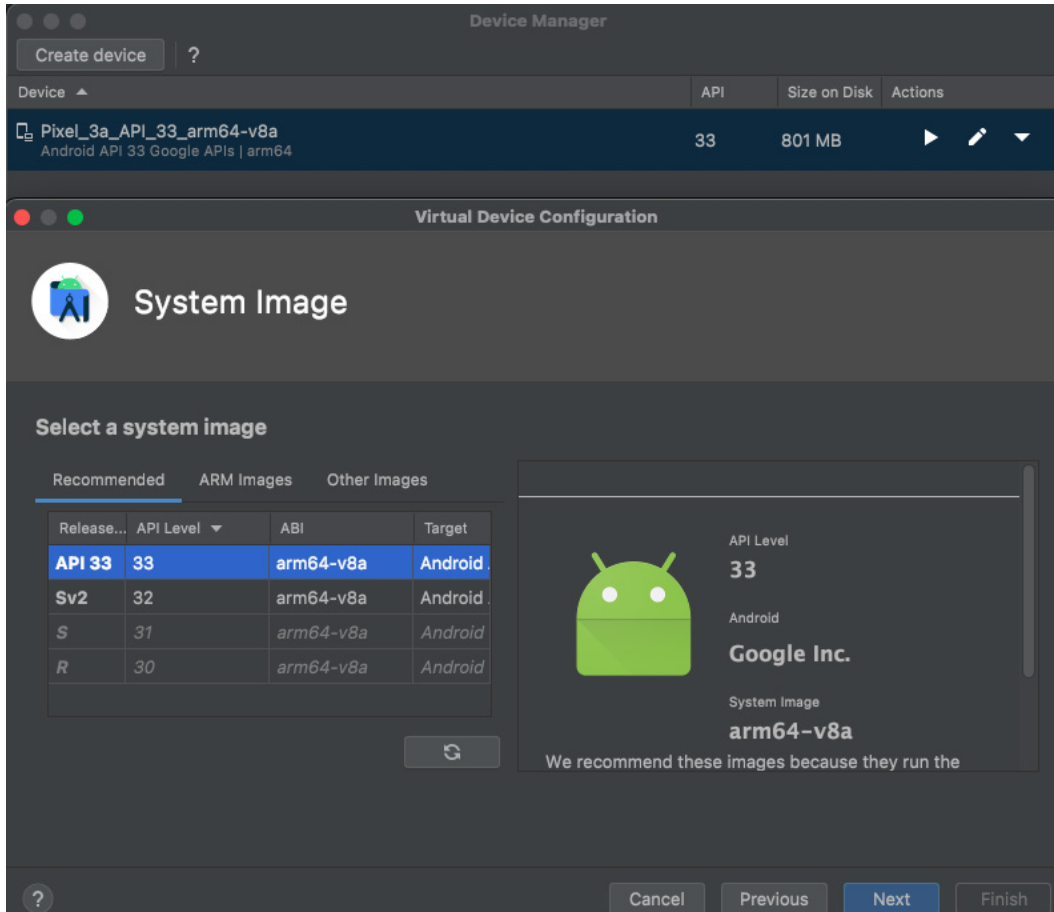 Device Manager
Create device ?
Device API Size on Disk Actions
Pixel_3a_API_33_arm64-v8a
Android API 33 Google APIs | arm64
33 801 MB
Virtual Device Configuration
System Image
Select a system image
Recommended ARM Images Other Images
Release... API Level ABI Target
API 33 33 arm64-v8a Android .
Sv2 32 arm64-v8a Android .
S 31 arm64-v8a Android
R 30 arm64-v8a Android
API Level
33
Android
Google Inc.
System Image
arm64-v8a
We recommend these images because they run the
? Cancel Previous Next Finish